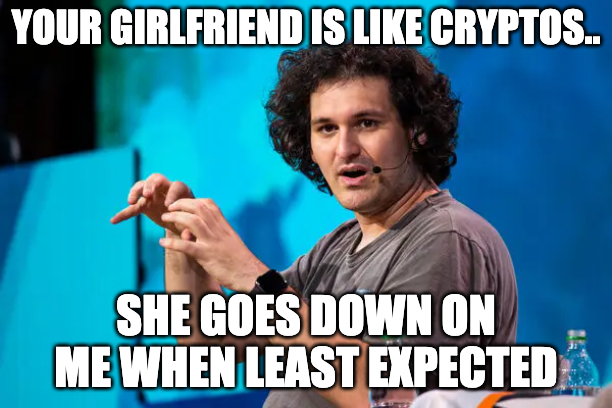 YOUR GIRLFRIEND IS LIKE CRYPTOS..
SHE GOES DOWN ON
ME WHEN LEAST EXPECTED